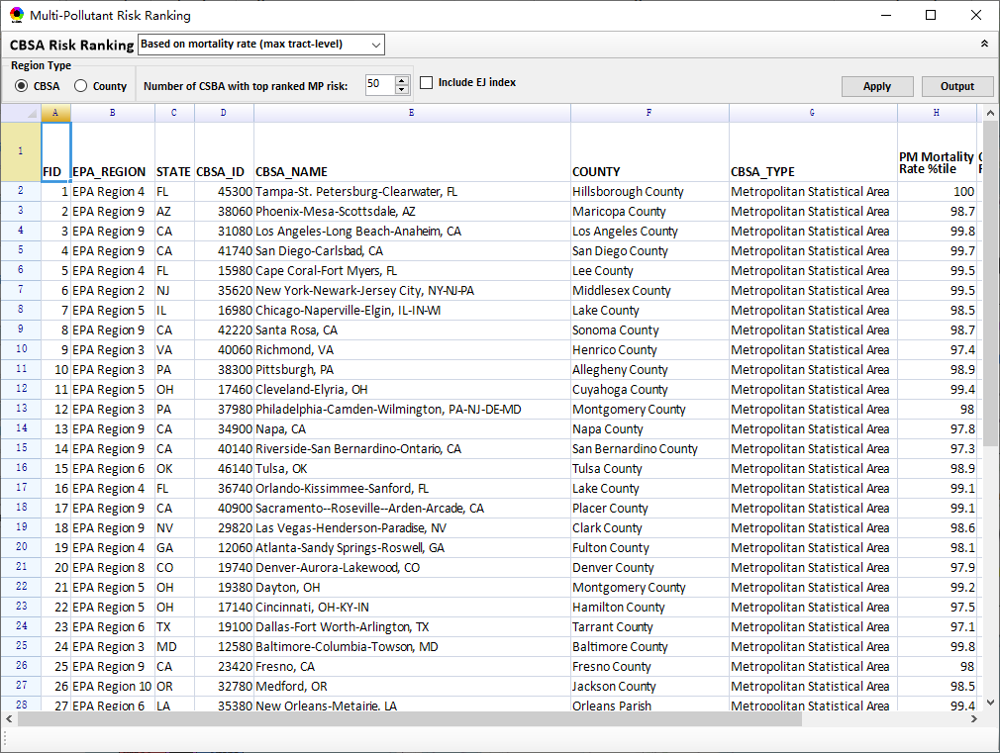 Multi-Pollutant Risk Ranking
CBSA Risk Ranking Based on mortality rate (max tract-level)
Region Type
CBSA County Number of CSBA with top ranked MP risk: 50 Include EJ index Apply Output
A B C D E F G H
1 FID EPA_REGION STATE CBSA_ID CBSA_NAME COUNTY CBSA_TYPE PM Mortality Rate %tile
2 1 EPA Region 4 FL 45300 Tampa-St. Petersburg-Clearwater, FL Hillsborough County Metropolitan Statistical Area 100
3 2 EPA Region 9 AZ 38060 Phoenix-Mesa-Scottsdale, AZ Maricopa County Metropolitan Statistical Area 98.7
4 3 EPA Region 9 CA 31080 Los Angeles-Long Beach-Anaheim, CA Los Angeles County Metropolitan Statistical Area 99.8
5 4 EPA Region 9 CA 41740 San Diego-Carlsbad, CA San Diego County Metropolitan Statistical Area 99.7
6 5 EPA Region 4 FL 15980 Cape Coral-Fort Myers, FL Lee County Metropolitan Statistical Area 99.5
7 6 EPA Region 2 NJ 35620 New York-Newark-Jersey City, NY-NJ-PA Middlesex County Metropolitan Statistical Area 99.5
8 7 EPA Region 5 IL 16980 Chicago-Naperville-Elgin, IL-IN-WI Lake County Metropolitan Statistical Area 98.5
9 8 EPA Region 9 CA 42220 Santa Rosa, CA Sonoma County Metropolitan Statistical Area 98.7
10 9 EPA Region 3 VA 40060 Richmond, VA Henrico County Metropolitan Statistical Area 97.4
11 10 EPA Region 3 PA 38300 Pittsburgh, PA Allegheny County Metropolitan Statistical Area 98.9
12 11 EPA Region 5 OH 17460 Cleveland-Elyria, OH Cuyahoga County Metropolitan Statistical Area 99.4
13 12 EPA Region 3 PA 37980 Philadelphia-Camden-Wilmington, PA-NJ-DE-MD Montgomery County Metropolitan Statistical Area 98
14 13 EPA Region 9 CA 34900 Napa, CA Napa County Metropolitan Statistical Area 97.8
15 14 EPA Region 9 CA 40140 Riverside-San Bernardino-Ontario, CA San Bernardino County Metropolitan Statistical Area 97.3
16 15 EPA Region 6 OK 46140 Tulsa, OK Tulsa County Metropolitan Statistical Area 98.9
17 16 EPA Region 4 FL 36740 Orlando-Kissimmee-Sanford, FL Lake County Metropolitan Statistical Area 99.1
18 17 EPA Region 9 CA 40900 Sacramento--Roseville--Arden-Arcade, CA Placer County Metropolitan Statistical Area 99.1
19 18 EPA Region 9 NV 29820 Las Vegas-Henderson-Paradise, NV Clark County Metropolitan Statistical Area 98.6
20 19 EPA Region 4 GA 12060 Atlanta-Sandy Springs-Roswell, GA Fulton County Metropolitan Statistical Area 98.1
21 20 EPA Region 8 CO 19740 Denver-Aurora-Lakewood, CO Denver County Metropolitan Statistical Area 97.9
22 21 EPA Region 5 OH 19380 Dayton, OH Montgomery County Metropolitan Statistical Area 99.2
23 22 EPA Region 5 OH 17140 Cincinnati, OH-KY-IN Hamilton County Metropolitan Statistical Area 97.5
24 23 EPA Region 6 TX 19100 Dallas-Fort Worth-Arlington, TX Tarrant County Metropolitan Statistical Area 97.1
25 24 EPA Region 3 MD 12580 Baltimore-Columbia-Towson, MD Baltimore County Metropolitan Statistical Area 99.8
26 25 EPA Region 9 CA 23420 Fresno, CA Fresno County Metropolitan Statistical Area 98
27 26 EPA Region 10 OR 32780 Medford, OR Jackson County Metropolitan Statistical Area 98.5
28 27 EPA Region 6 LA 35380 New Orleans-Metairie, LA Orleans Parish Metropolitan Statistical Area 99.4